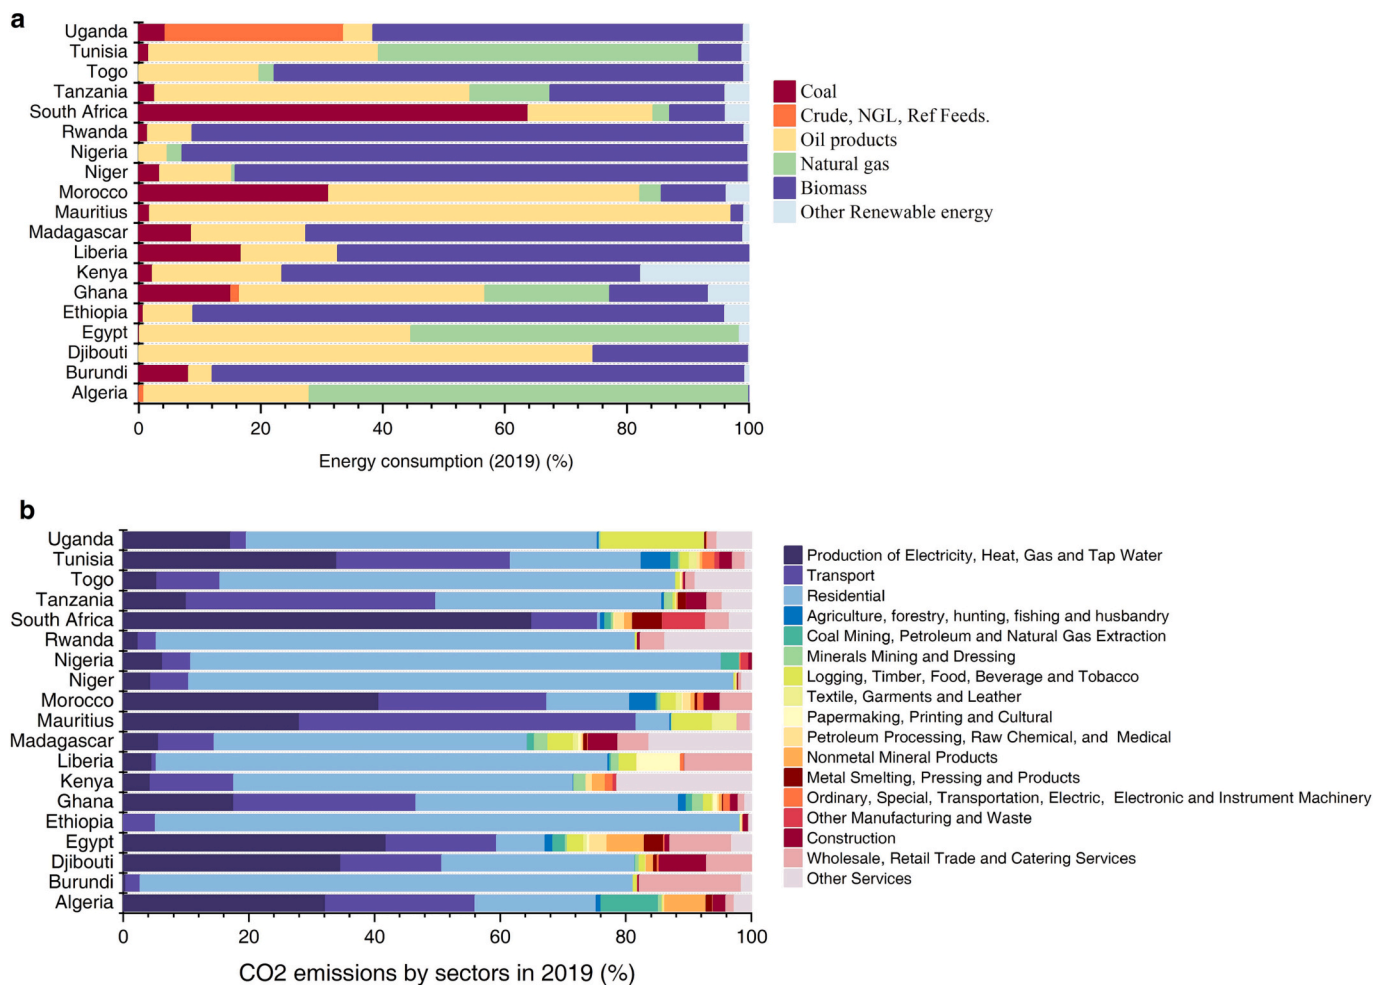 a
Uganda
Tunisia
Togo
Tanzania
South Africa
Rwanda
Nigeria
Niger
Morocco
Mauritius
Madagascar
Liberia
Kenya
Ghana
Ethiopia
Egypt
Djibouti
Burundi
Algeria
0 20 40 60 80 100
Energy consumption (2019) (%)
Coal
Crude, NGL, Ref Feeds.
Oil products
Natural gas
Biomass
Other Renewable energy
b
Uganda
Tunisia
Togo
Tanzania
South Africa
Rwanda
Nigeria
Niger
Morocco
Mauritius
Madagascar
Liberia
Kenya
Ghana
Ethiopia
Egypt
Djibouti
Burundi
Algeria
0 20 40 60 80 100
CO2 emissions by sectors in 2019 (%)
Production of Electricity, Heat, Gas and Tap Water
Transport
Residential
Agriculture, forestry, hunting, fishing and husbandry
Coal Mining, Petroleum and Natural Gas Extraction
Minerals Mining and Dressing
Logging, Timber, Food, Beverage and Tobacco
Textile, Garments and Leather
Papermaking, Printing and Cultural
Petroleum Processing, Raw Chemical, and Medical
Nonmetal Mineral Products
Metal Smelting, Pressing and Products
Ordinary, Special, Transportation, Electric, Electronic and Instrument Machinery
Other Manufacturing and Waste
Construction
Wholesale, Retail Trade and Catering Services
Other Services